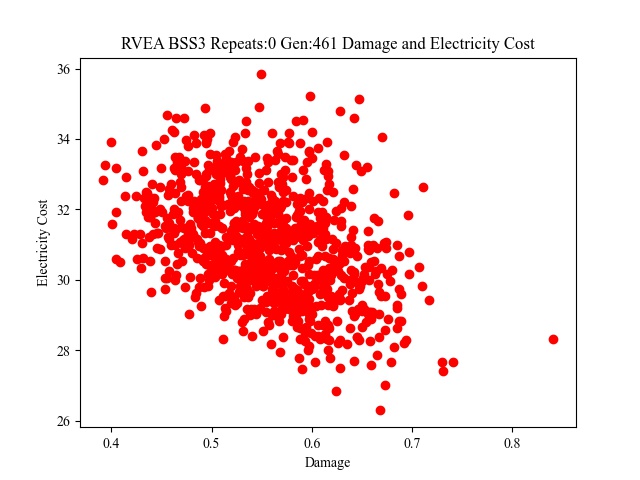 RVEA BSS3 Repeats:0 Gen:461 Damage and Electricity Cost
36
34
32
30
28
26
Electricity Cost
0.4 0.5 0.6 0.7 0.8
Damage